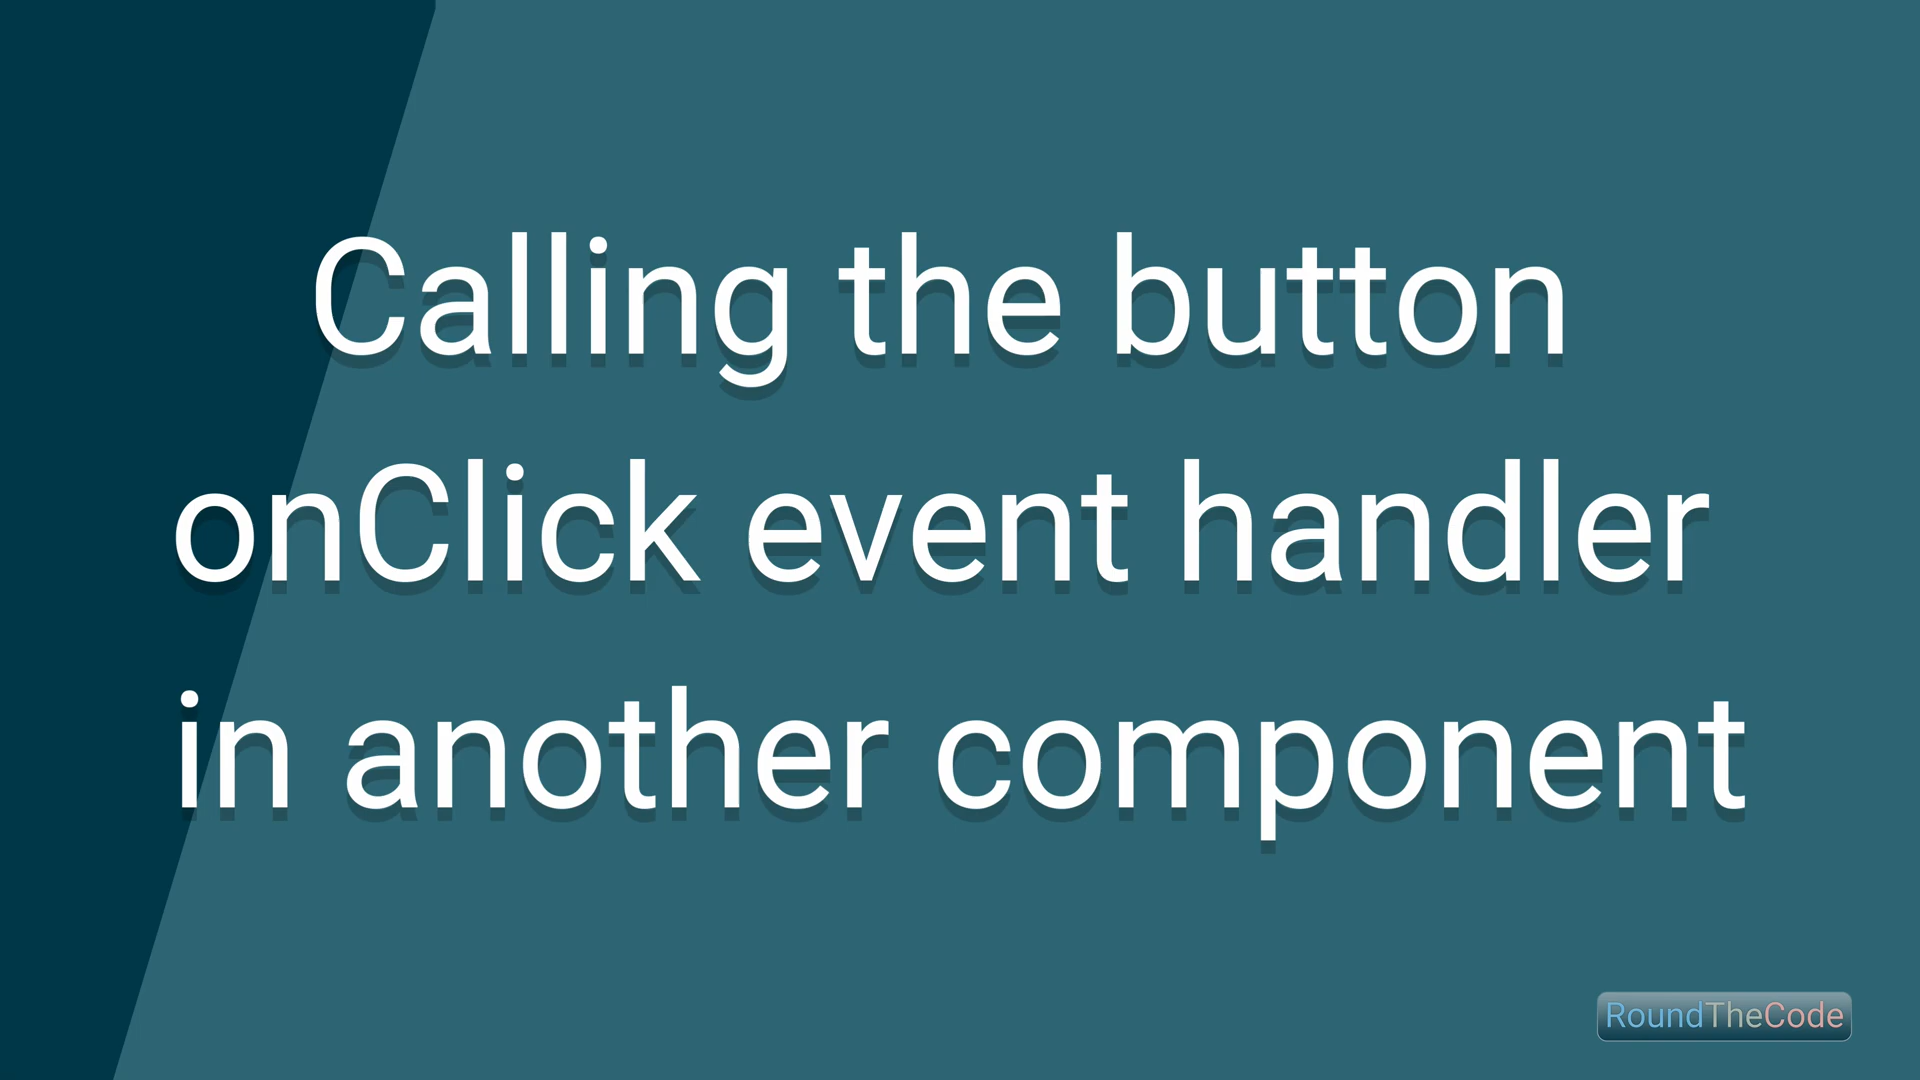 Calling the button
onClick event handler
in another component
RoundTheCode